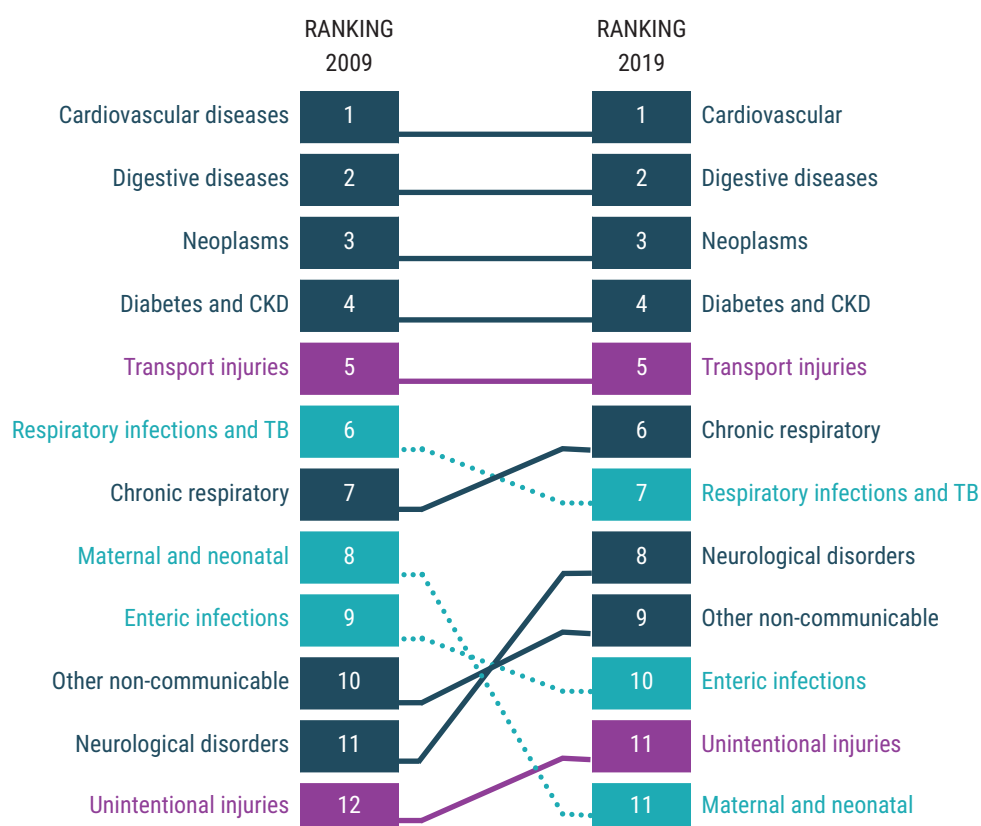 RANKING 2009 RANKING 2019
Cardiovascular diseases 1 1 Cardiovascular
Digestive diseases 2 2 Digestive diseases
Neoplasms 3 3 Neoplasms
Diabetes and CKD 4 4 Diabetes and CKD
Transport injuries 5 5 Transport injuries
Respiratory infections and TB 6 6 Chronic respiratory
Chronic respiratory 7 7 Respiratory infections and TB
Maternal and neonatal 8 8 Neurological disorders
Enteric infections 9 9 Other non-communicable
Other non-communicable 10 10 Enteric infections
Neurological disorders 11 11 Unintentional injuries
Unintentional injuries 12 11 Maternal and neonatal